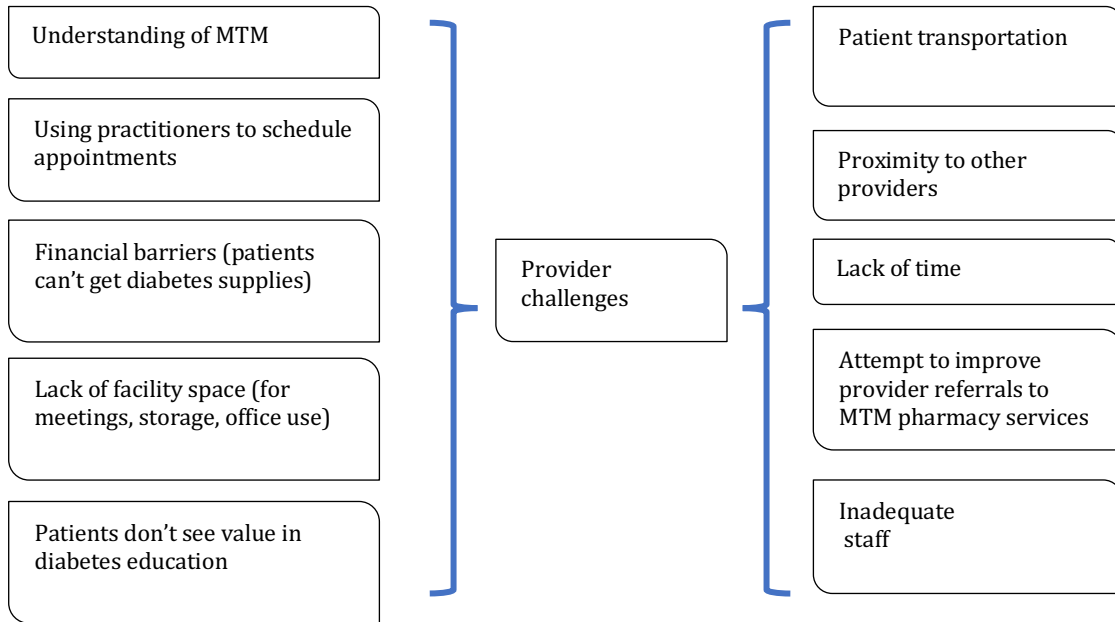 Understanding of MTM
Using practitioners to schedule
appointments
Financial barriers (patients
can’t get diabetes supplies)
Lack of facility space (for
meetings, storage, office use)
Patients don’t see value in
diabetes education
Provider
challenges
Patient transportation
Proximity to other
providers
Lack of time
Attempt to improve
provider referrals to
MTM pharmacy services
Inadequate
staff